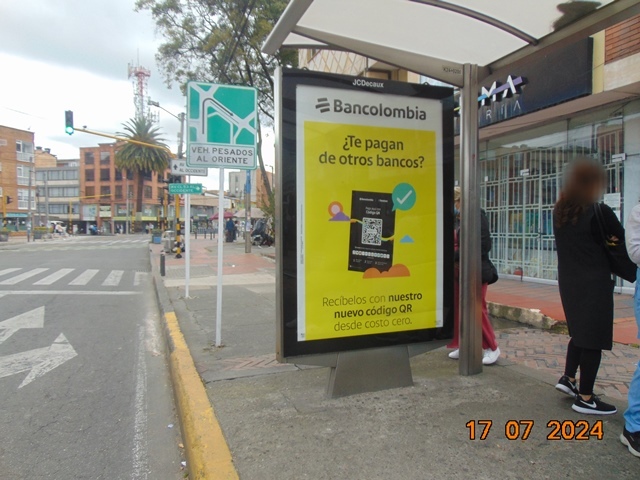 JCDecaux
Bancolombia
¿Te pagan
de otros bancos?
Recíbelos con nuestro
nuevo código QR
desde costo cero.
VEH. PESADOS
AL ORIENTE
17 07 2024